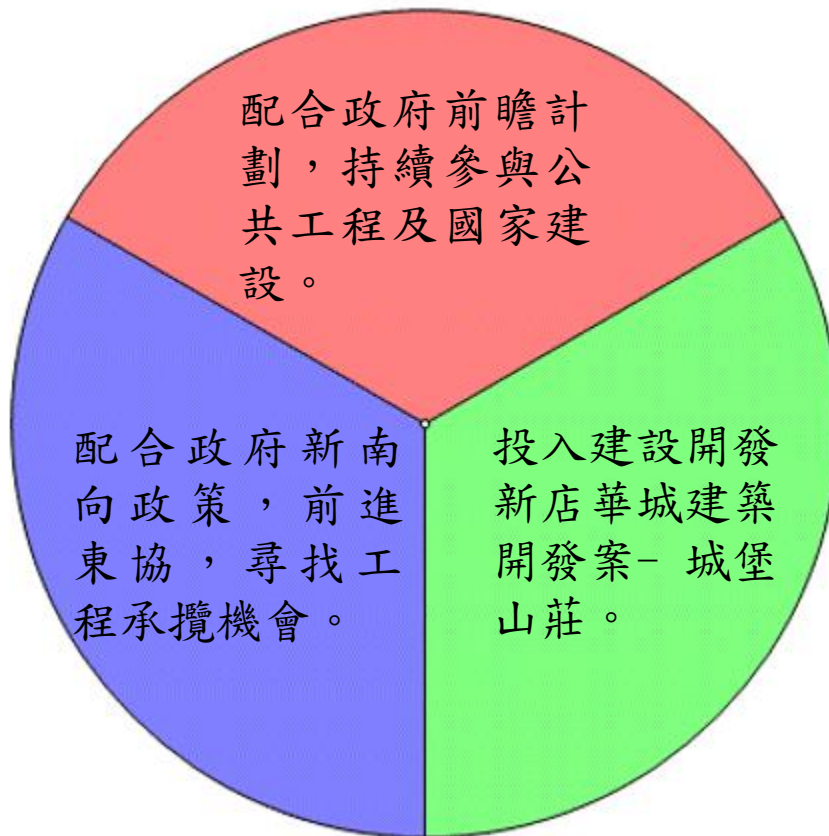 配合政府前瞻計
劃，持續參與公
共工程及國家建
設。
配合政府新南
向政策，前進
東協，尋找工
程承攬機會。
投入建設開發
新店華城建築
開發案- 城堡
山莊。